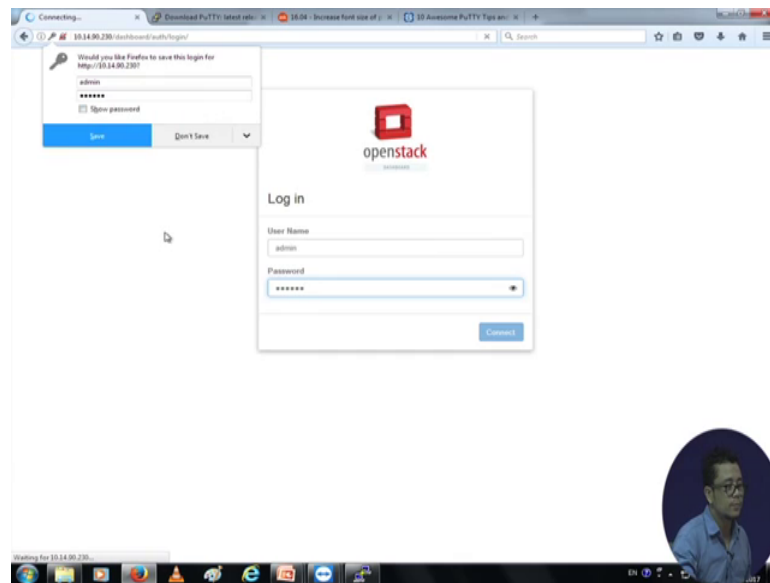 Connecting...
Download PuTTY: latest rele
16.04 - Increase font size of
10 Awesome PuTTY Tips an
10.14.90.230/dashboard/auth/login/
Search
Would you like Firefox to save this login for
http://10.14.90.230?
admin
••••••
Show password
Save
Don't Save
openstack
DASHBOARD
Log in
User Name
admin
Password
••••••
Connect
Waiting for 10.14.90.230...
EN